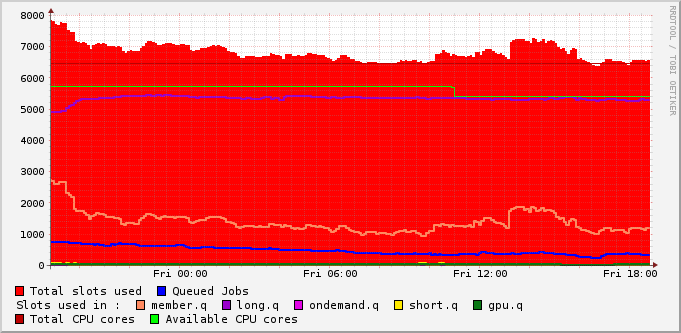 RRDTOOL / TOBI OETIKER
8000
7000
6000
5000
4000
3000
2000
1000
0
Fri 00:00 Fri 06:00 Fri 12:00 Fri 18:00
Total slots used Queued Jobs
Slots used in : member.q long.q ondemand.q short.q gpu.q
Total CPU cores Available CPU cores